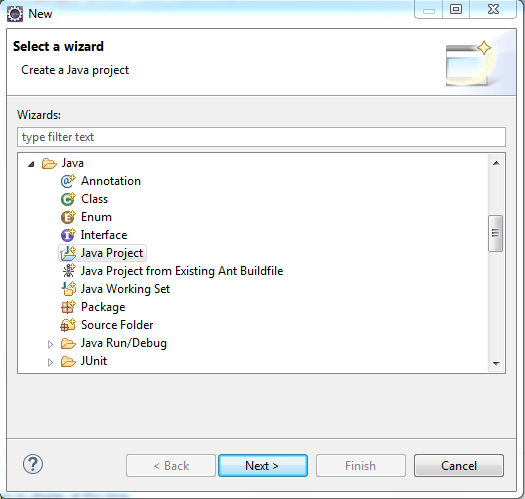 New
Select a wizard
Create a Java project
Wizards:
type filter text
Java
Annotation
Class
Enum
Interface
Java Project
Java Project from Existing Ant Buildfile
Java Working Set
Package
Source Folder
Java Run/Debug
JUnit
?
< Back Next > Finish Cancel